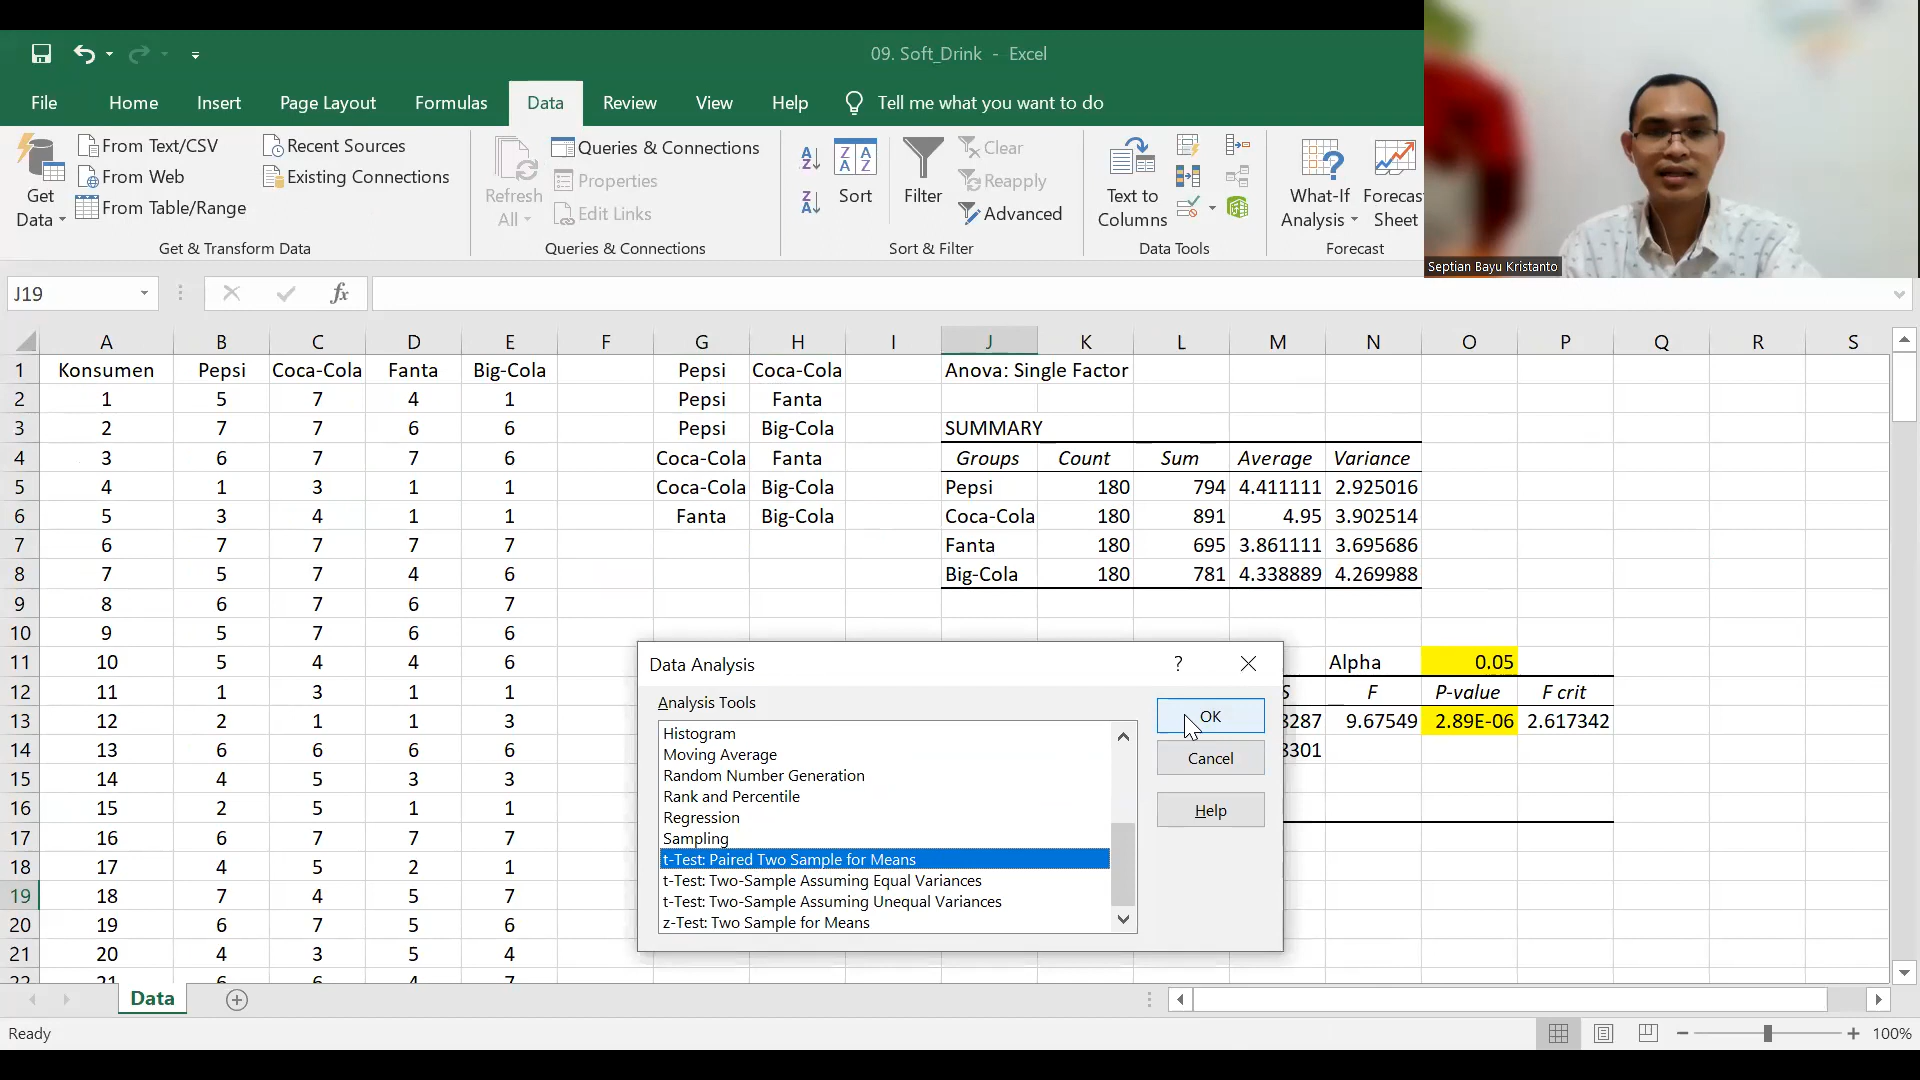 09. Soft_Drink - Excel
File Home Insert Page Layout Formulas Data Review View Help Tell me what you want to do
Get Data
From Text/CSV
From Web
From Table/Range
Recent Sources
Existing Connections
Get & Transform Data
Refresh All
Queries & Connections
Properties
Edit Links
Queries & Connections
Sort
Filter
Clear
Reapply
Advanced
Sort & Filter
Text to Columns
Data Tools
What-If Analysis
Forecast Sheet
Forecast
Septian Bayu Kristanto
J19
fx
A B C D E F G H I J K L M N O P Q R S
1 Konsumen Pepsi Coca-Cola Fanta Big-Cola Pepsi Coca-Cola Anova: Single Factor
2 1 5 7 4 1 Pepsi Fanta
3 2 7 7 6 6 Pepsi Big-Cola SUMMARY
4 3 6 7 7 6 Coca-Cola Fanta Groups Count Sum Average Variance
5 4 1 3 1 1 Coca-Cola Big-Cola Pepsi 180 794 4.411111 2.925016
6 5 3 4 1 1 Fanta Big-Cola Coca-Cola 180 891 4.95 3.902514
7 6 7 7 7 7 Fanta 180 695 3.861111 3.695686
8 7 5 7 4 6 Big-Cola 180 781 4.338889 4.269988
9 8 6 7 6 7
10 9 5 7 6 6
11 10 5 4 4 6 Alpha 0.05
12 11 1 3 1 1 F P-value F crit
13 12 2 1 1 3 3287 9.67549 2.89E-06 2.617342
14 13 6 6 6 6 3301
15 14 4 5 3 3
16 15 2 5 1 1
17 16 6 7 7 7
18 17 4 5 2 1
19 18 7 4 5 7
20 19 6 7 5 6
21 20 4 3 5 4
22 21 6 6 4 7
Data Analysis ?
Analysis Tools
Histogram
Moving Average
Random Number Generation
Rank and Percentile
Regression
Sampling
t-Test: Paired Two Sample for Means
t-Test: Two-Sample Assuming Equal Variances
t-Test: Two-Sample Assuming Unequal Variances
z-Test: Two Sample for Means
OK
Cancel
Help
Data
Ready
100%